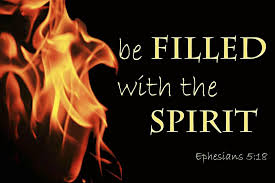 be FILLED
with the
SPIRIT
Ephesians 5:18